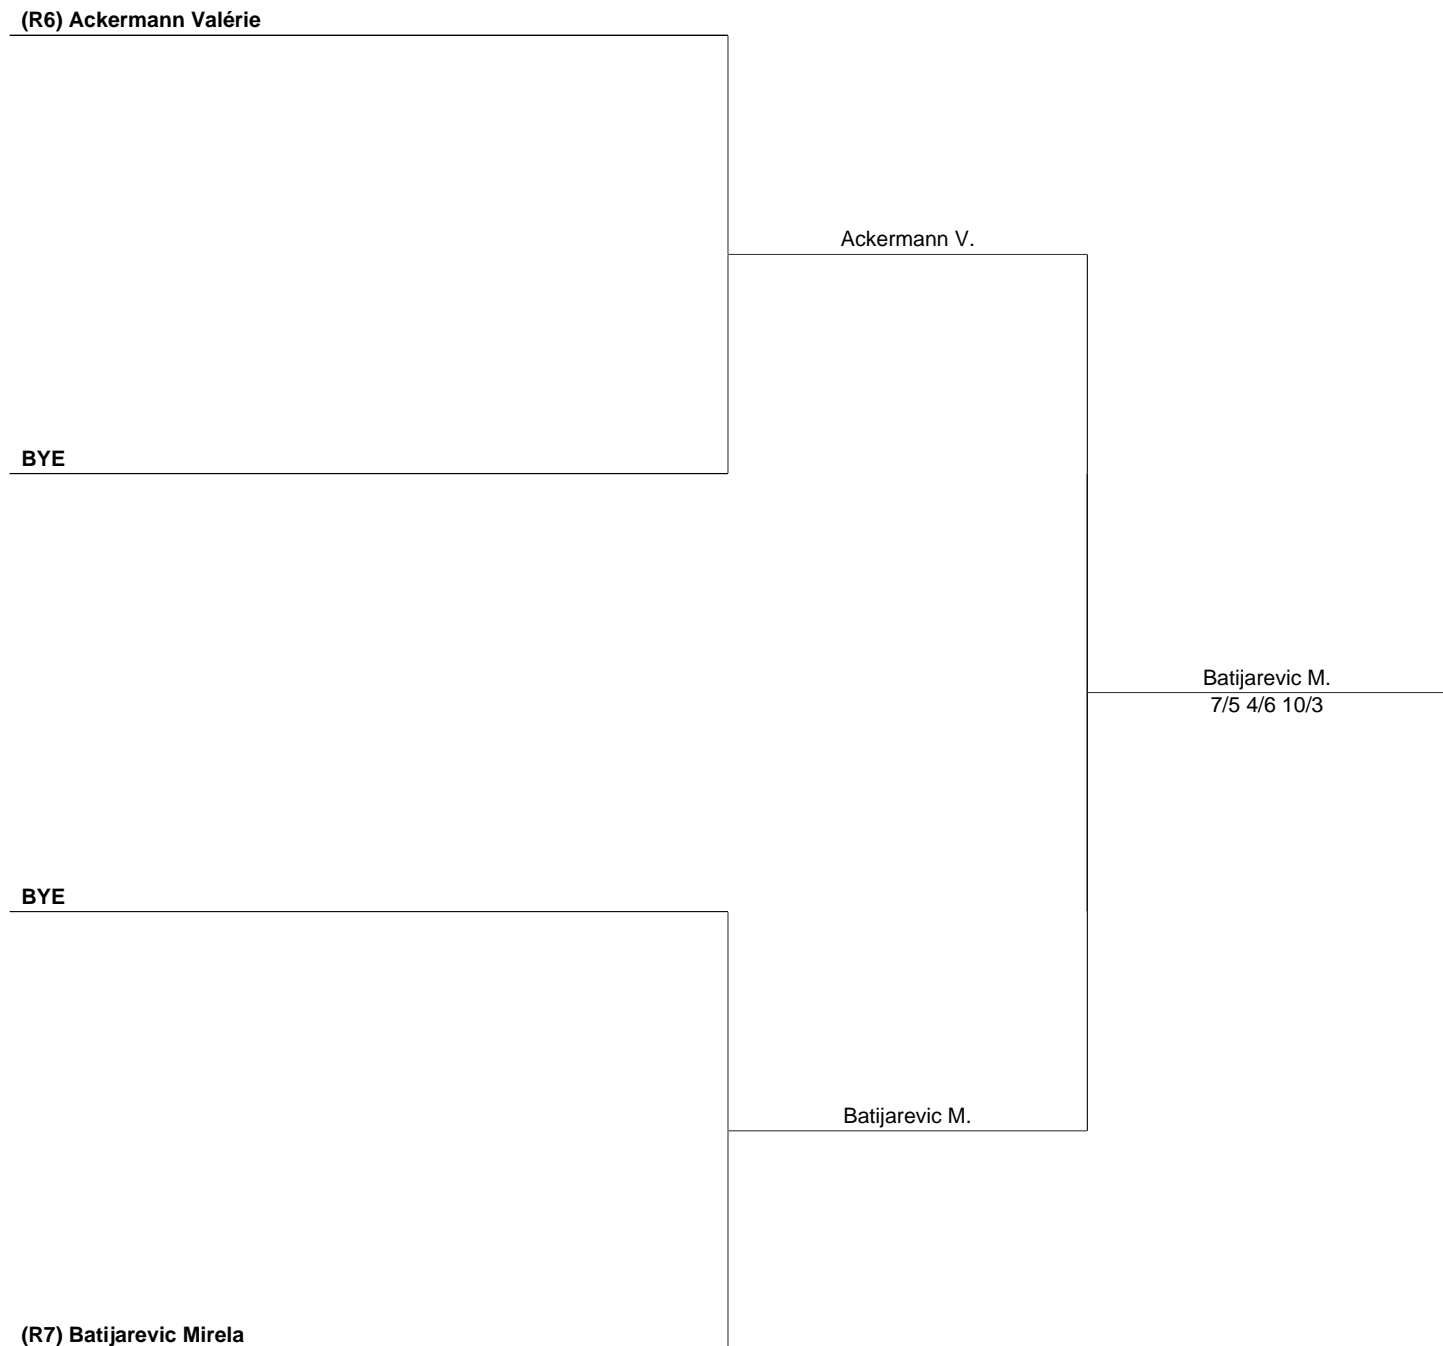 (R6) Ackermann Valérie
Ackermann V.
BYE
Batijarevic M.
7/5 4/6 10/3
BYE
Batijarevic M.
(R7) Batijarevic Mirela